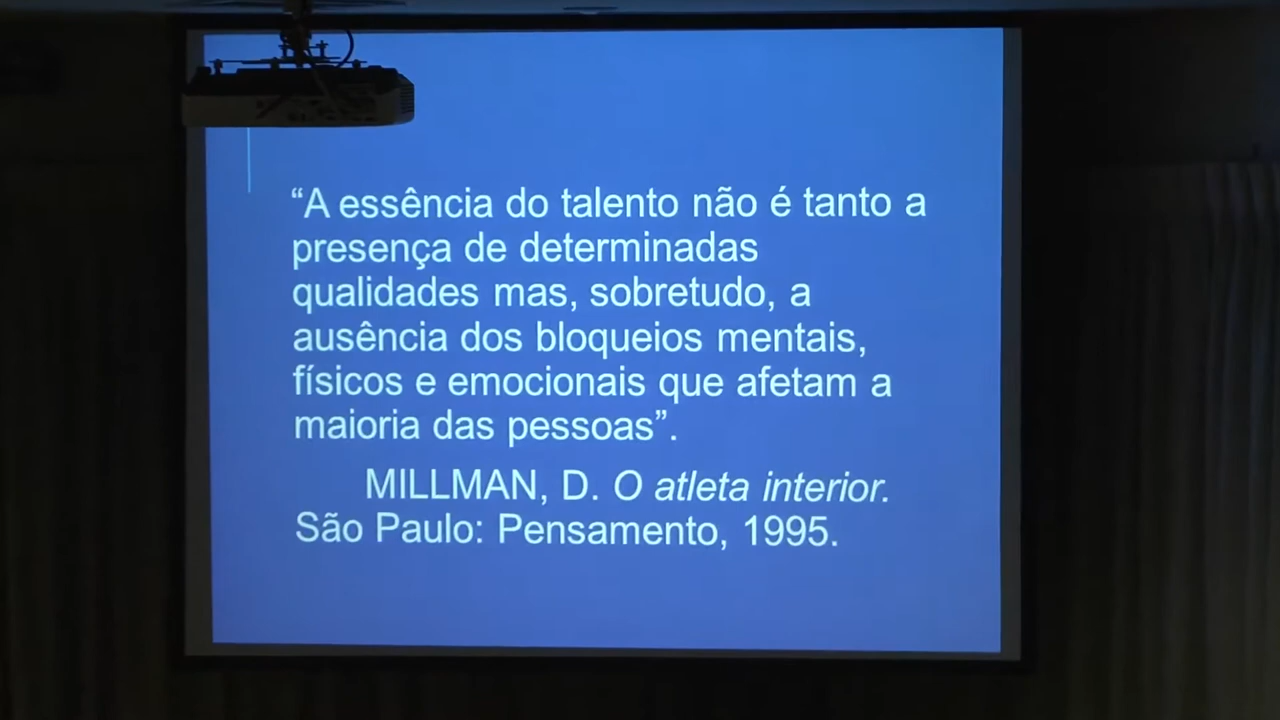 “A essência do talento não é tanto a
presença de determinadas
qualidades mas, sobretudo, a
ausência dos bloqueios mentais,
físicos e emocionais que afetam a
maioria das pessoas”.
MILLMAN, D. O atleta interior.
São Paulo: Pensamento, 1995.